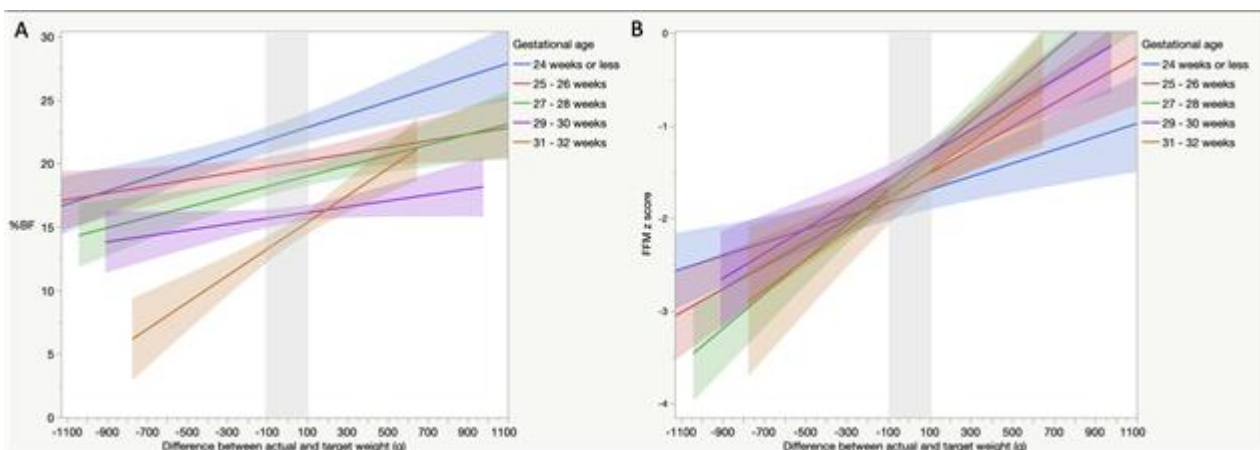 A
30
25
20
%BF
15
10
5
0
-1100 -900 -700 -500 -300 -100 100 300 500 700 900 1100
Difference between actual and target weight (g)
Gestational age
24 weeks or less
25 - 26 weeks
27 - 28 weeks
29 - 30 weeks
31 - 32 weeks
B
0
-1
-2
FFM z score
-3
-4
-1100 -900 -700 -500 -300 -100 100 300 500 700 900 1100
Difference between actual and target weight (g)
Gestational age
24 weeks or less
25 - 26 weeks
27 - 28 weeks
29 - 30 weeks
31 - 32 weeks